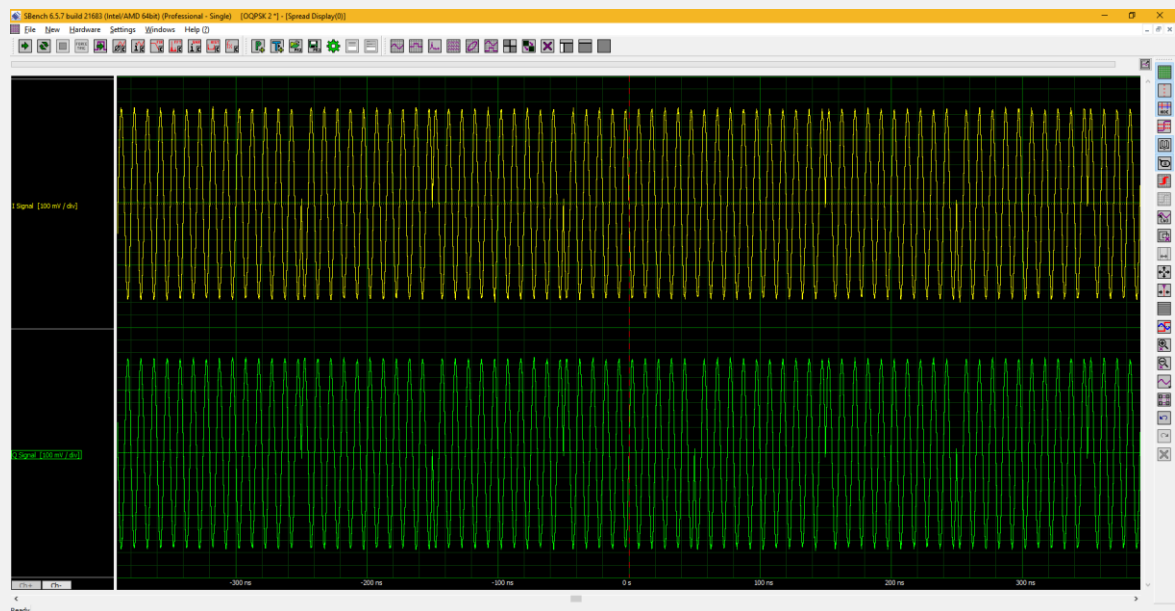 SBench 6.5.7 build 21683 (Intel/AMD 64bit) (Professional - Single) [OQPSK 2 *] - [Spread Display(0)]
File New Hardware Settings Windows Help (?)
I Signal [100 mV / div]
Q Signal [100 mV / div]
Ch+ Ch-
-300 ns -200 ns -100 ns 0 s 100 ns 200 ns 300 ns
Ready